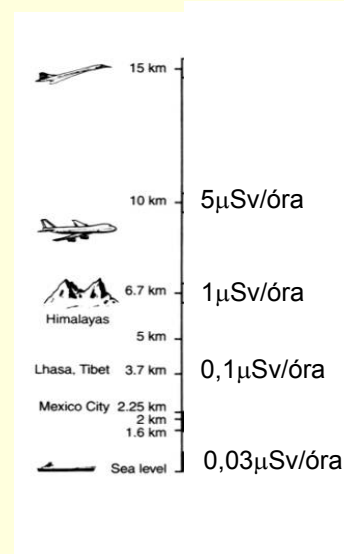 15 km
10 km 5µSv/óra
6.7 km 1µSv/óra
Himalayas
5 km
Lhasa, Tibet 3.7 km 0,1µSv/óra
Mexico City 2.25 km
2 km
1.6 km
Sea level 0,03µSv/óra